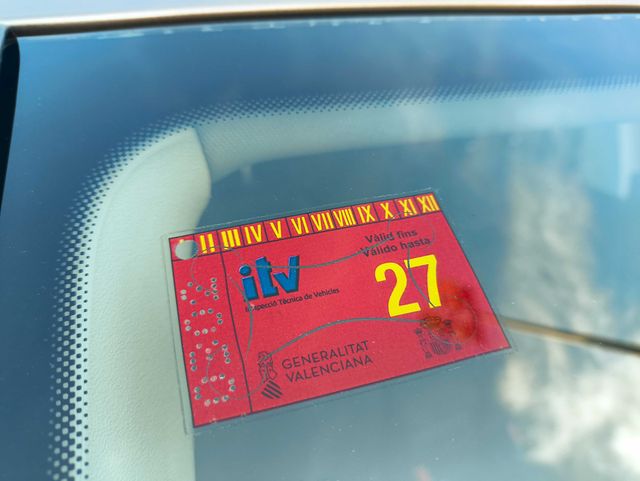 II III IV V VI VII VIII IX X XI XII
Vàlid fins
Válido hasta
itv
27
Inspecció Tècnica de Vehicles
GENERALITAT
VALENCIANA